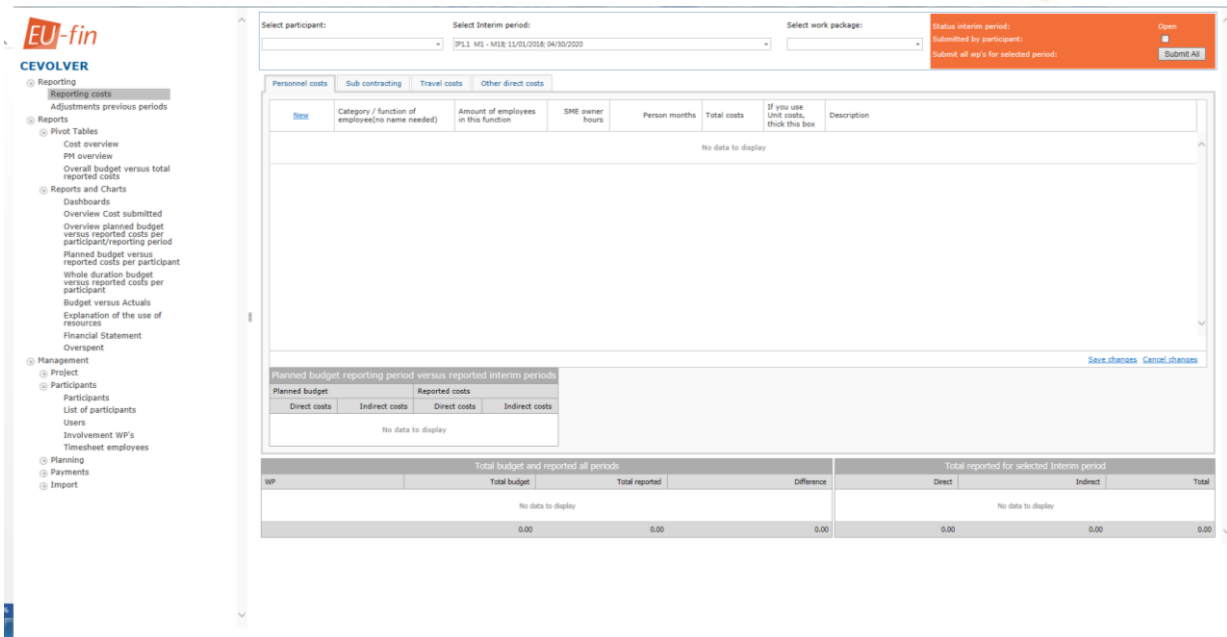 EU-fin
CEVOLVER
Reporting
Reporting costs
Adjustments previous periods
Reports
Pivot Tables
Cost overview
PM overview
Overall budget versus total
reported costs
Reports and Charts
Dashboards
Overview Cost submitted
Overview planned budget
versus reported costs per
participant/reporting period
Planned budget versus
reported costs per participant
Whole duration budget
versus reported costs per
participant
Budget versus Actuals
Explanation of the use of
resources
Financial Statement
Overspent
Management
Project
Participants
Participants
List of participants
Users
Involvement WP's
Timesheet employees
Planning
Payments
Import
Select participant:
Select Interim period:
IP1.1 M1 - M18; 11/01/2018; 04/30/2020
Select work package:
Status interim period: Open
Submitted by participant:
Submit all wp's for selected period: Submit All
Personnel costs Sub contracting Travel costs Other direct costs
New
Category / function of
employee(no name needed)
Amount of employees
in this function
SME owner
hours
Person months
Total costs
If you use
Unit costs,
thick this box
Description
No data to display
Save changes Cancel changes
Planned budget reporting period versus reported interim periods
Planned budget Reported costs
Direct costs Indirect costs Direct costs Indirect costs
No data to display
Total budget and reported all periods
WP Total budget Total reported Difference
No data to display
0.00 0.00 0.00
Total reported for selected Interim period
Direct Indirect Total
No data to display
0.00 0.00 0.00